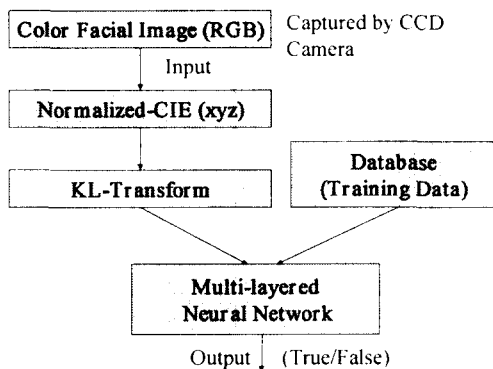 Color Facial Image (RGB)
Captured by CCD
Camera
Input
Normalized-CIE (xyz)
KL-Transform
Database
(Training Data)
Multi-layered
Neural Network
Output (True/False)